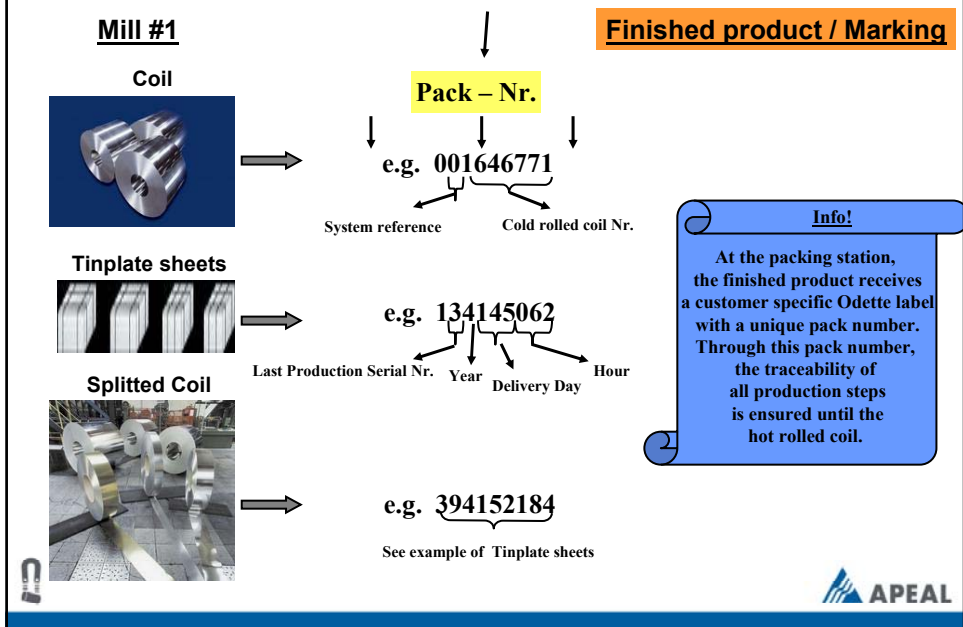 Mill #1
Finished product / Marking
Coil
Pack – Nr.
e.g. 001646771
System reference
Cold rolled coil Nr.
Tinplate sheets
e.g. 134145062
Last Production Serial Nr.
Year
Delivery Day
Hour
Splitted Coil
e.g. 394152184
See example of Tinplate sheets
Info!
At the packing station,
the finished product receives
a customer specific Odette label
with a unique pack number.
Through this pack number,
the traceability of
all production steps
is ensured until the
hot rolled coil.
APEAL